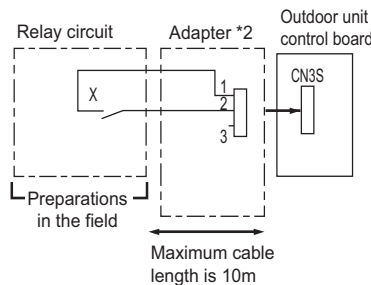 Relay circuit
Adapter *2
Outdoor unit
control board
X
1
2
3
CN3S
Preparations
in the field
Maximum cable
length is 10m